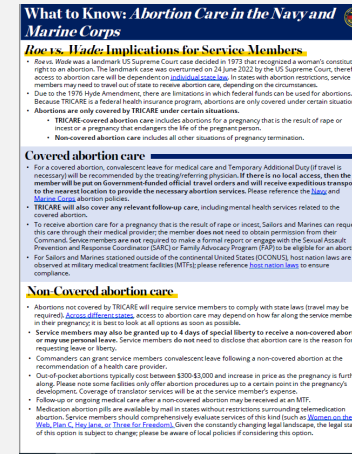 What to Know: Abortion Care in the Navy and
Marine Corps
Roe vs. Wade: Implications for Service Members
• Roe vs. Wade was a landmark US Supreme Court case decided in 1973 that recognized a woman's constitu
right to an abortion. The landmark case was overturned on 24 June 2022 by the US Supreme Court, theref
access to abortion care will be dependent on individual state law. In states with abortion restrictions, service
members may need to travel out of state to receive abortion care, depending on the circumstances.
• Due to the 1976 Hyde Amendment, there are limitations in which federal funds can be used for abortions.
Because TRICARE is a federal health insurance program, abortions are only covered under certain situation
• Abortions are only covered by TRICARE under certain situations.
• TRICARE-covered abortion care includes abortions for a pregnancy that is the result of rape or
incest or a pregnancy that endangers the life of the pregnant person.
• Non-covered abortion care includes all other situations of pregnancy termination.
Covered abortion care
• For a covered abortion, convalescent leave for medical care and Temporary Additional Duty (if travel is
necessary) will be recommended by the treating/referring physician. If there is no local access, then the
member will be put on Government-funded official travel orders and will receive expeditious transpo
to the nearest location to provide the necessary abortion services. Please reference the Navy and
Marine Corps abortion policies.
• TRICARE will also cover any relevant follow-up care, including mental health services related to the
covered abortion.
• To receive abortion care for a pregnancy that is the result of rape or incest, Sailors and Marines can reques
this care through their medical provider; the member does not need to obtain permission from their
Command. Service members are not required to make a formal report or engage with the Sexual Assault
Prevention and Response Coordinator (SARC) or Family Advocacy Program (FAP) to be eligible for an abort
• For Sailors and Marines stationed outside of the continental United States (OCONUS), host nation laws are
observed at military medical treatment facilities (MTFs); please reference host nation laws to ensure
compliance.
Non-Covered abortion care
• Abortions not covered by TRICARE will require service members to comply with state laws (travel may be
required). Across different states, access to abortion care may depend on how far along the service membe
in their pregnancy; it is best to look at all options as soon as possible.
• Service members may also be granted up to 4 days of special liberty to receive a non-covered abor
or may use personal leave. Service members do not need to disclose that abortion care is the reason for
requesting leave or liberty.
• Commanders can grant service members convalescent leave following a non-covered abortion at the
recommendation of a health care provider.
• Out-of-pocket abortions typically cost between $300-$3,000 and increase in price as the pregnancy is furth
along. Please note some facilities only offer abortion procedures up to a certain point in the pregnancy's
development. Coverage of translator services will be at the service member's expense.
• Follow-up or ongoing medical care after a non-covered abortion may be received at an MTF.
• Medication abortion pills are available by mail in states without restrictions surrounding telemedication
abortion. Service members should comprehensively evaluate services of this kind (such as Women on the
Web, Plan C, Hey Jane, or Three for Freedom). Given the constantly changing legal landscape, the legal sta
of this option is subject to change; please be aware of local policies if considering this option.